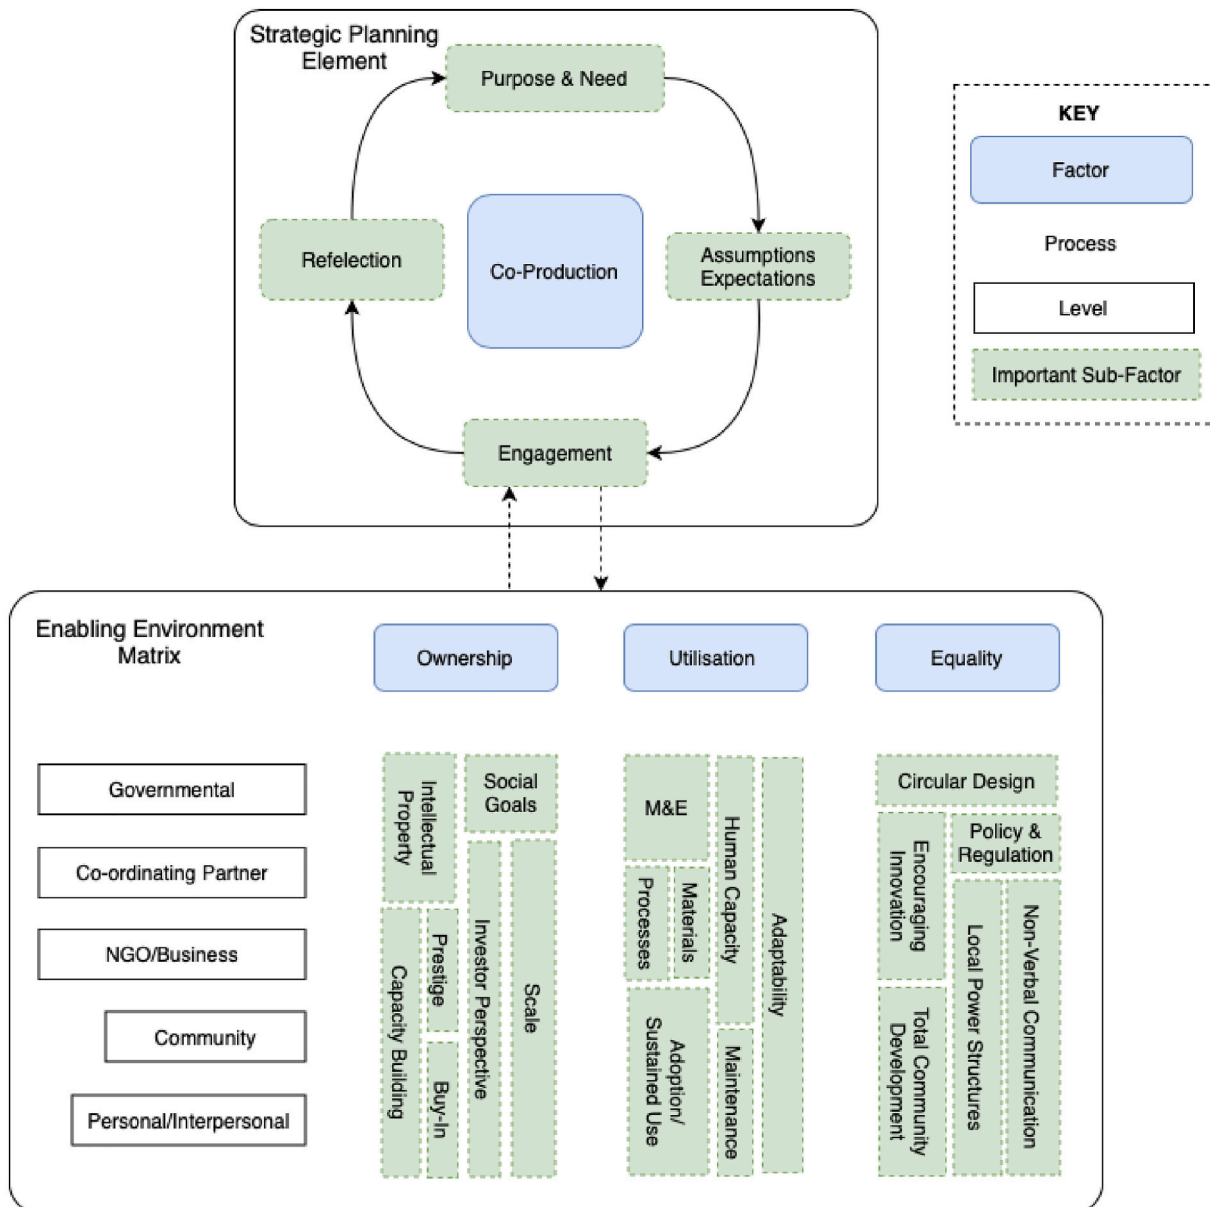 Strategic Planning
Element
Purpose & Need
Refelection
Co-Production
Assumptions
Expectations
Engagement
KEY
Factor
Process
Level
Important Sub-Factor
Enabling Environment
Matrix
Ownership
Utilisation
Equality
Governmental
Co-ordinating Partner
NGO/Business
Community
Personal/Interpersonal
Intellectual
Property
Social
Goals
Capacity Building
Prestige
Buy-In
Investor Perspective
Scale
M&E
Processes
Materials
Human Capacity
Adaptability
Adoption/
Sustained Use
Maintenance
Circular Design
Encouraging
Innovation
Policy &
Regulation
Total Community
Development
Local Power Structures
Non-Verbal Communication